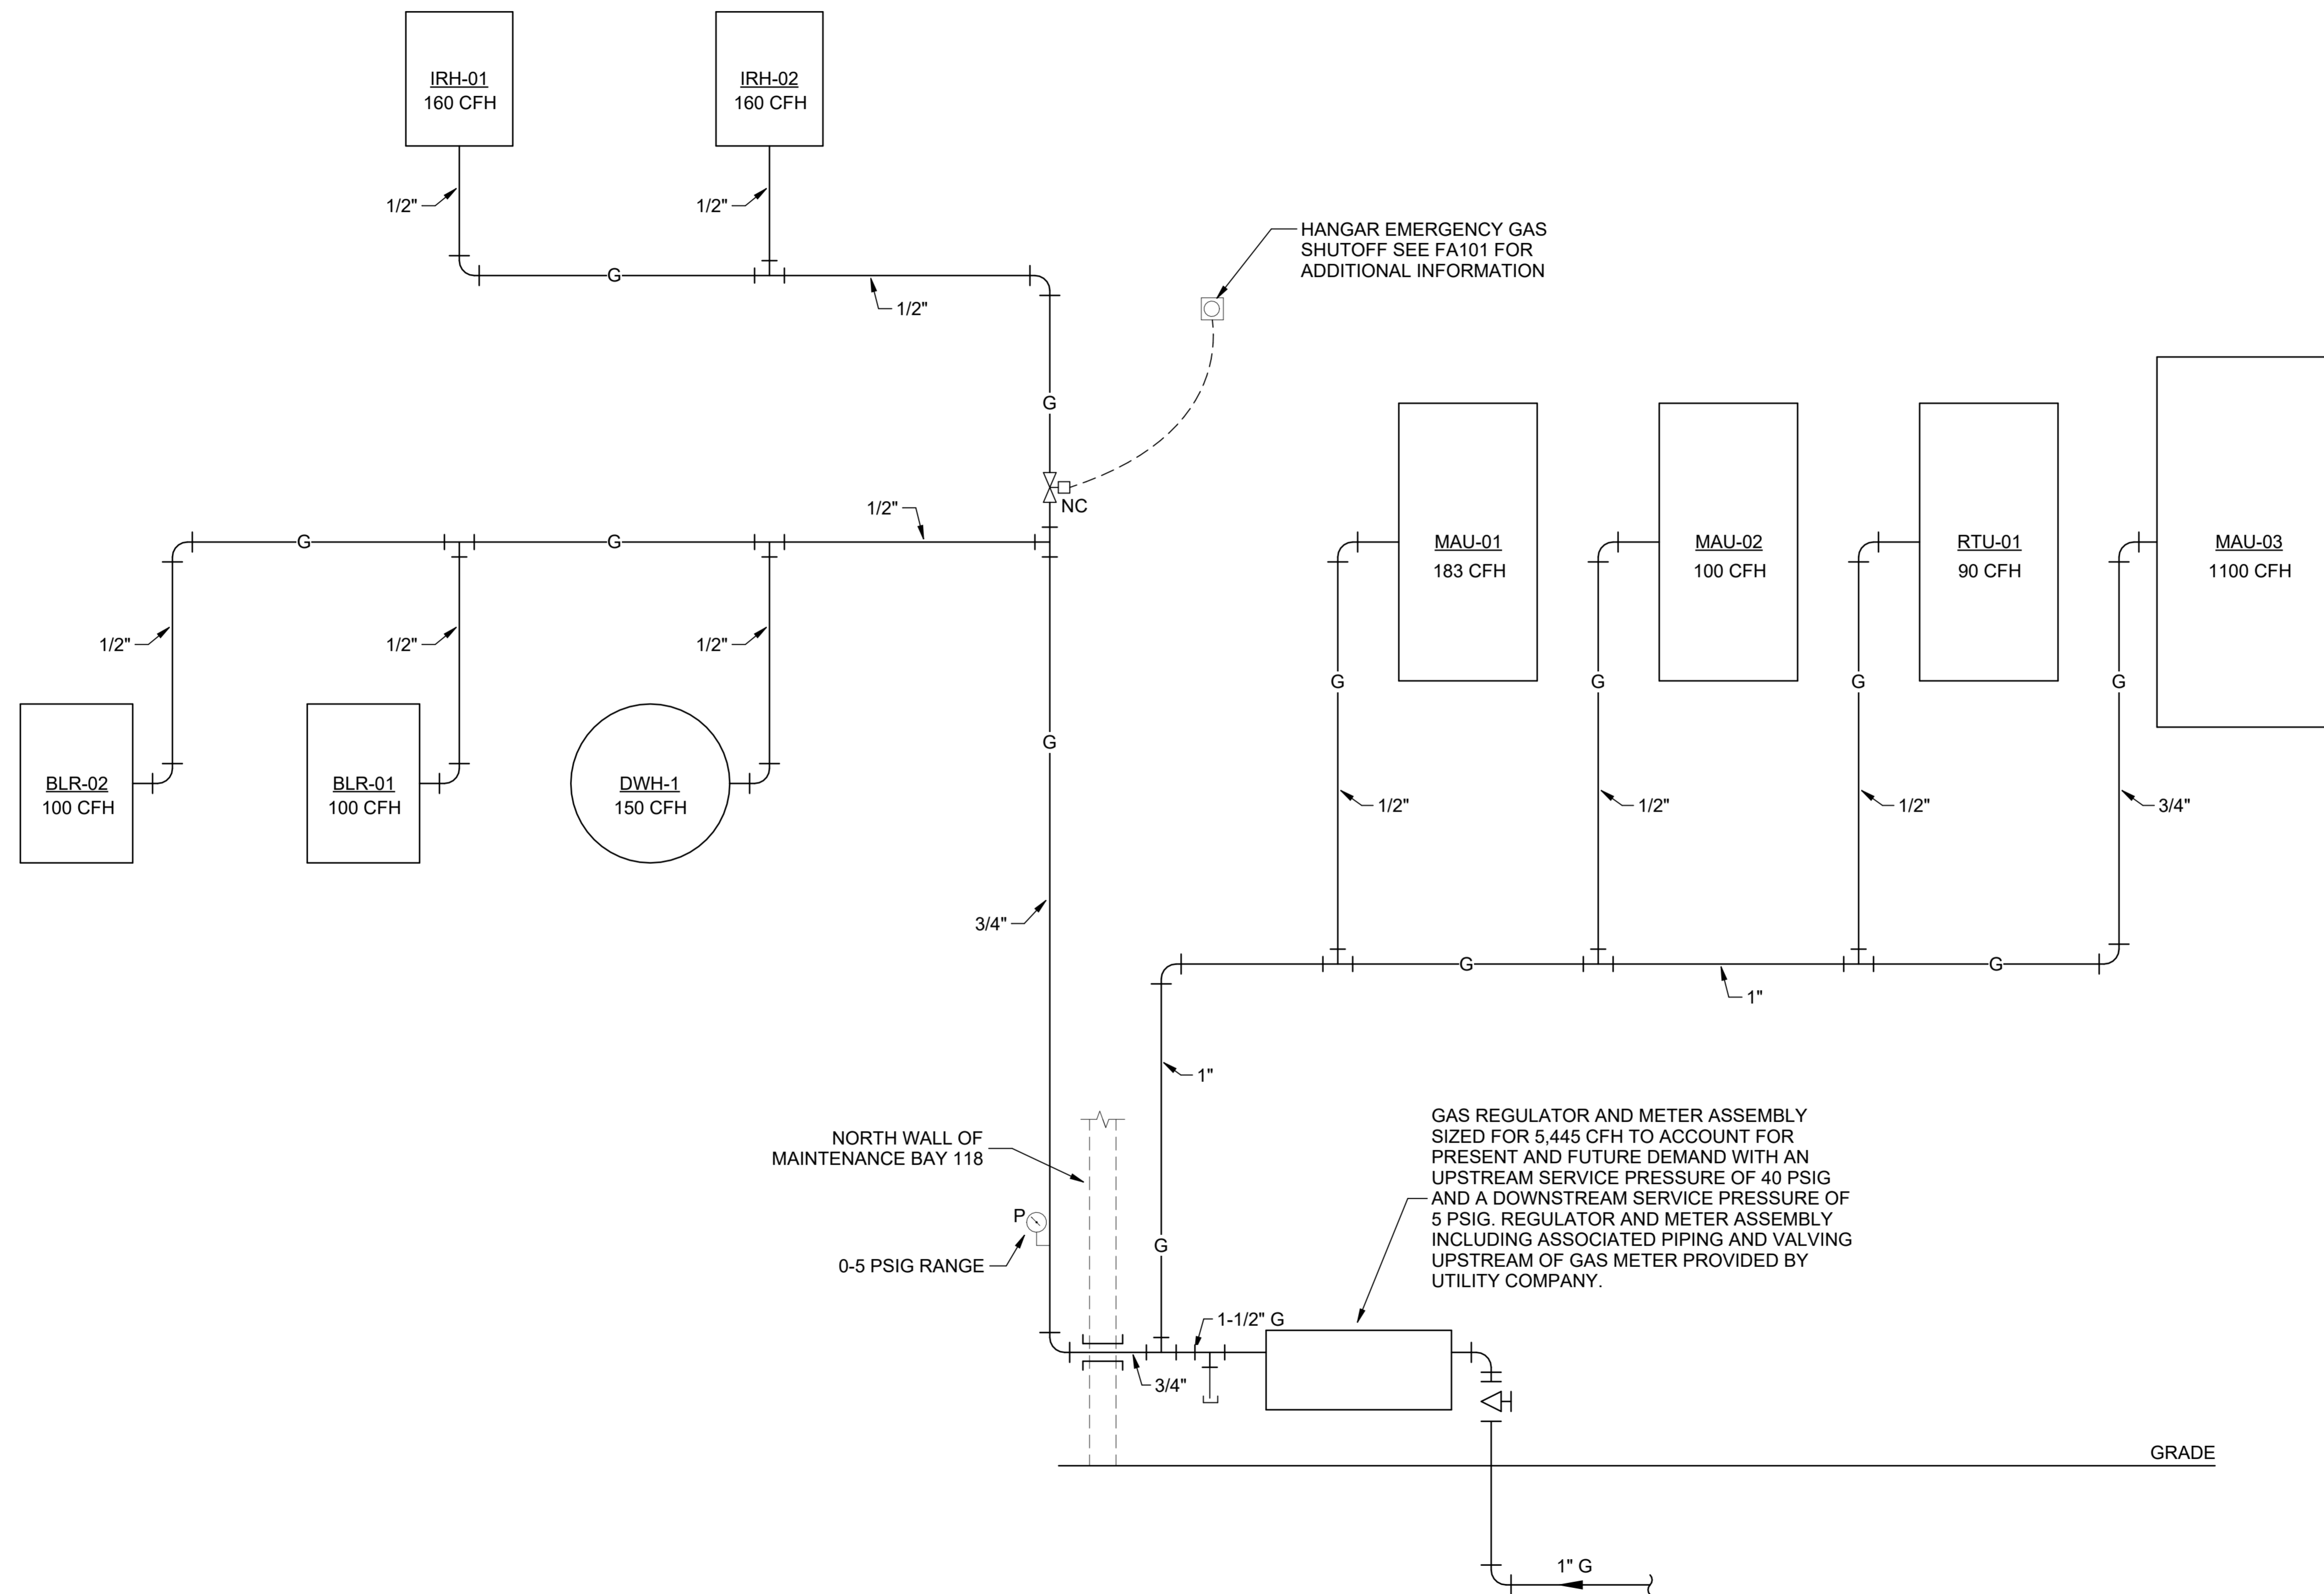 IRH-01
160 CFH
IRH-02
160 CFH
1/2"
1/2"
HANGAR EMERGENCY GAS
SHUTOFF SEE FA101 FOR
ADDITIONAL INFORMATION
G
1/2"
G
1/2"
NC
G
G
MAU-01
183 CFH
MAU-02
100 CFH
RTU-01
90 CFH
MAU-03
1100 CFH
1/2"
1/2"
1/2"
G
G
G
G
G
BLR-02
100 CFH
BLR-01
100 CFH
DWH-1
150 CFH
1/2"
1/2"
1/2"
3/4"
3/4"
G
G
1"
1"
NORTH WALL OF
MAINTENANCE BAY 118
GAS REGULATOR AND METER ASSEMBLY
SIZED FOR 5,445 CFH TO ACCOUNT FOR
PRESENT AND FUTURE DEMAND WITH AN
UPSTREAM SERVICE PRESSURE OF 40 PSIG
AND A DOWNSTREAM SERVICE PRESSURE OF
5 PSIG. REGULATOR AND METER ASSEMBLY
INCLUDING ASSOCIATED PIPING AND VALVING
UPSTREAM OF GAS METER PROVIDED BY
UTILITY COMPANY.
P
0-5 PSIG RANGE
G
1-1/2" G
3/4"
GRADE
1" G